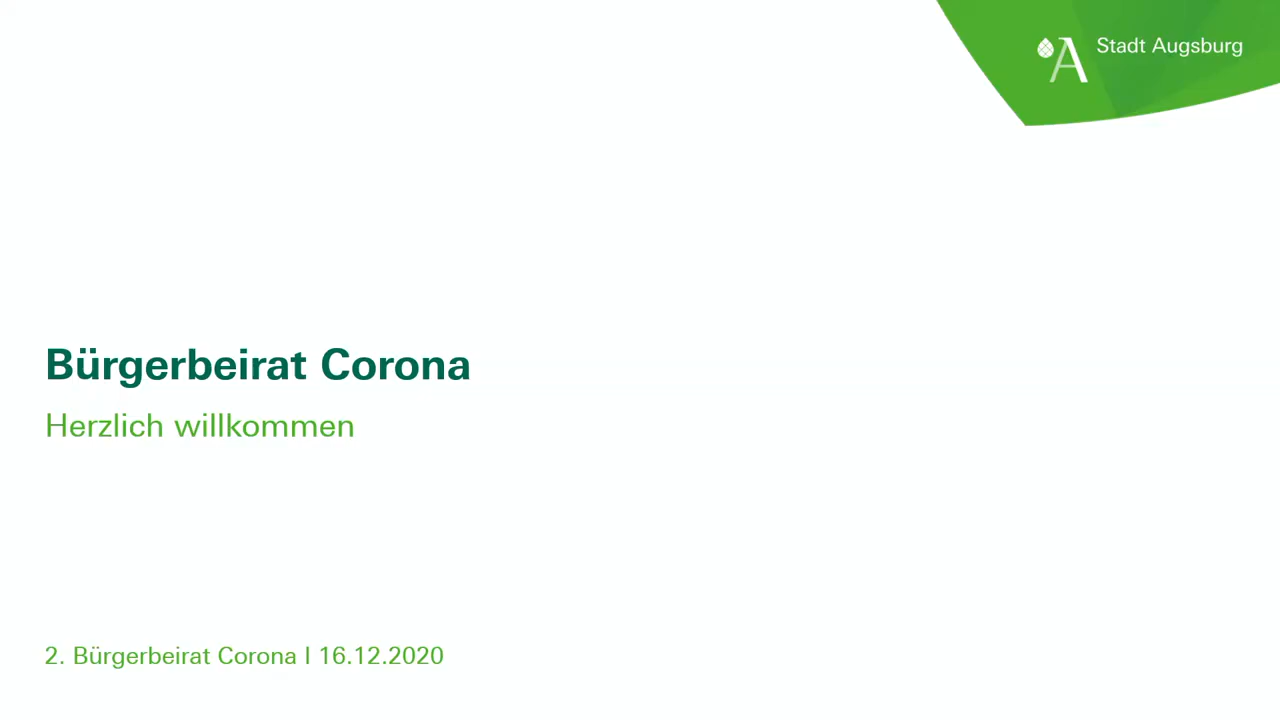 Stadt Augsburg
Bürgerbeirat Corona
Herzlich willkommen
2. Bürgerbeirat Corona I 16.12.2020